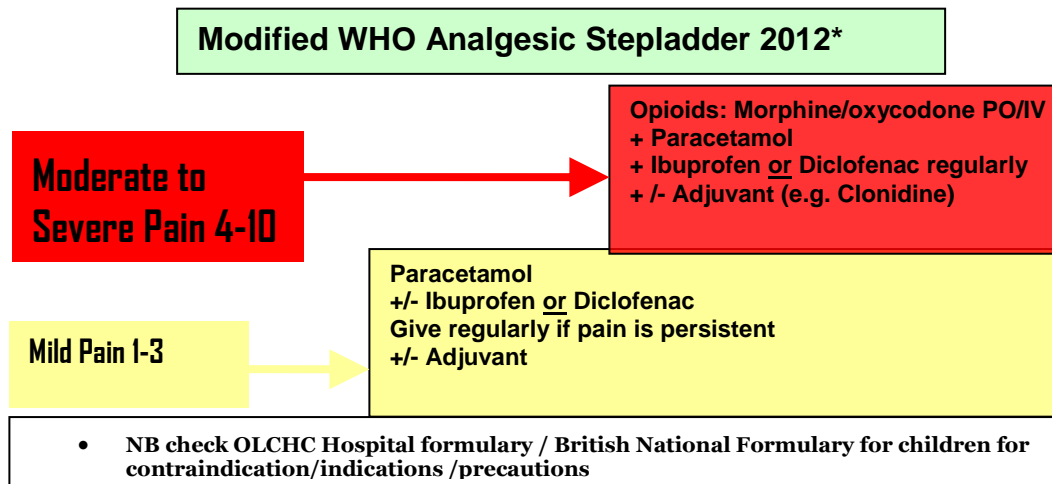 Modified WHO Analgesic Stepladder 2012*
Opioids: Morphine/oxycodone PO/IV
+ Paracetamol
+ Ibuprofen or Diclofenac regularly
+ /- Adjuvant (e.g. Clonidine)
Moderate to
Severe Pain 4-10
Paracetamol
+/- Ibuprofen or Diclofenac
Give regularly if pain is persistent
+/- Adjuvant
Mild Pain 1-3
• NB check OLCHC Hospital formulary / British National Formulary for children for
contraindication/indications /precautions